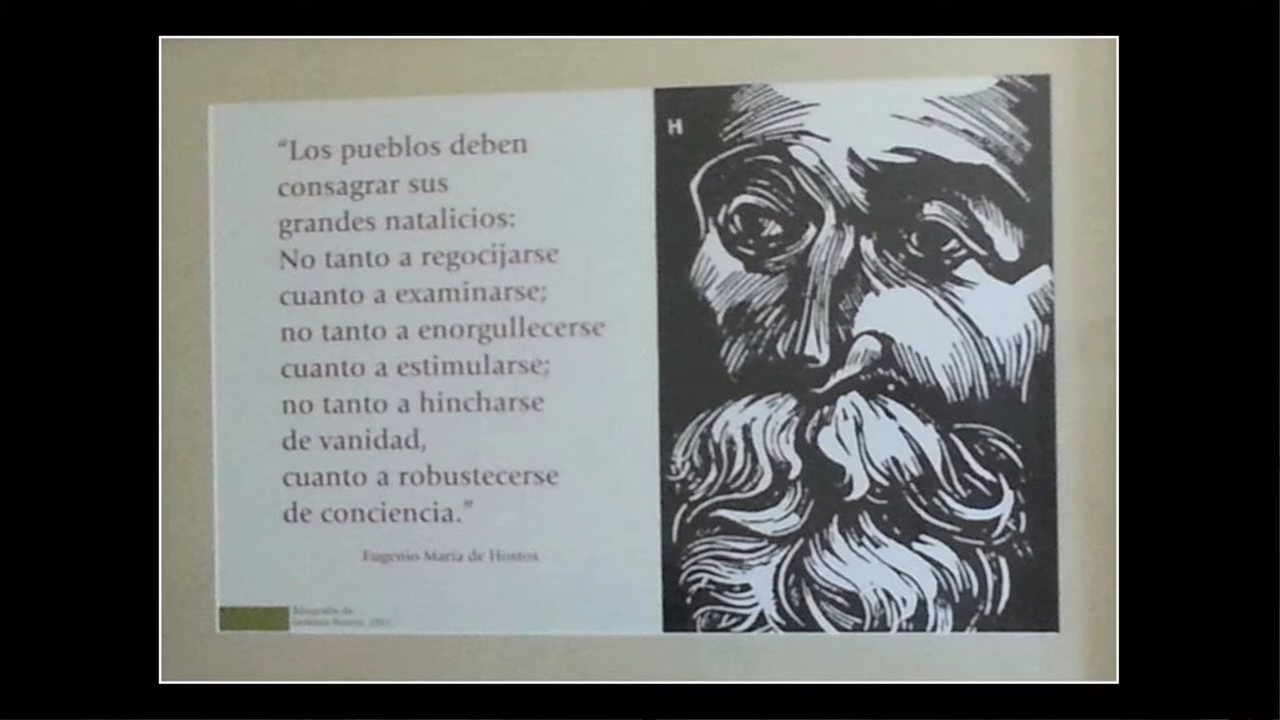 “Los pueblos deben
consagrar sus
grandes natalicios:
No tanto a regocijarse
cuanto a examinarse;
no tanto a enorgullecerse
cuanto a estimularse;
no tanto a hincharse
de vanidad,
cuanto a robustecerse
de conciencia.”
Eugenio María de Hostos
H